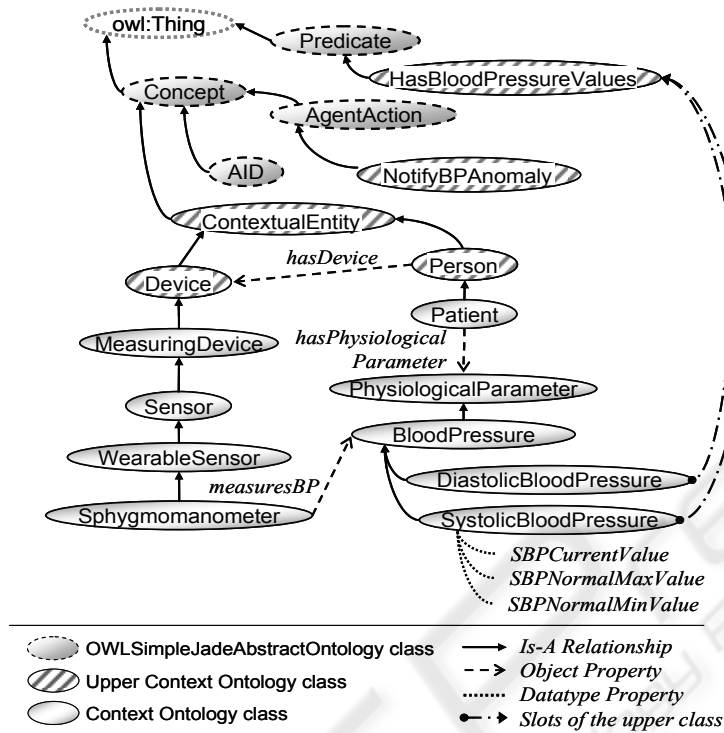 owl:Thing
Predicate
HasBloodPressureValues
Concept
AgentAction
AID
NotifyBPAnomaly
ContextualEntity
hasDevice
Device
Person
Patient
MeasuringDevice
hasPhysiological
Parameter
PhysiologicalParameter
Sensor
BloodPressure
WearableSensor
measuresBP
DiastolicBloodPressure
Sphygmomanometer
SystolicBloodPressure
SBPCurrentValue
SBPNormalMaxValue
SBPNormalMinValue
OWLSimpleJadeAbstractOntology class
Upper Context Ontology class
Context Ontology class
Is-A Relationship
Object Property
Datatype Property
Slots of the upper class